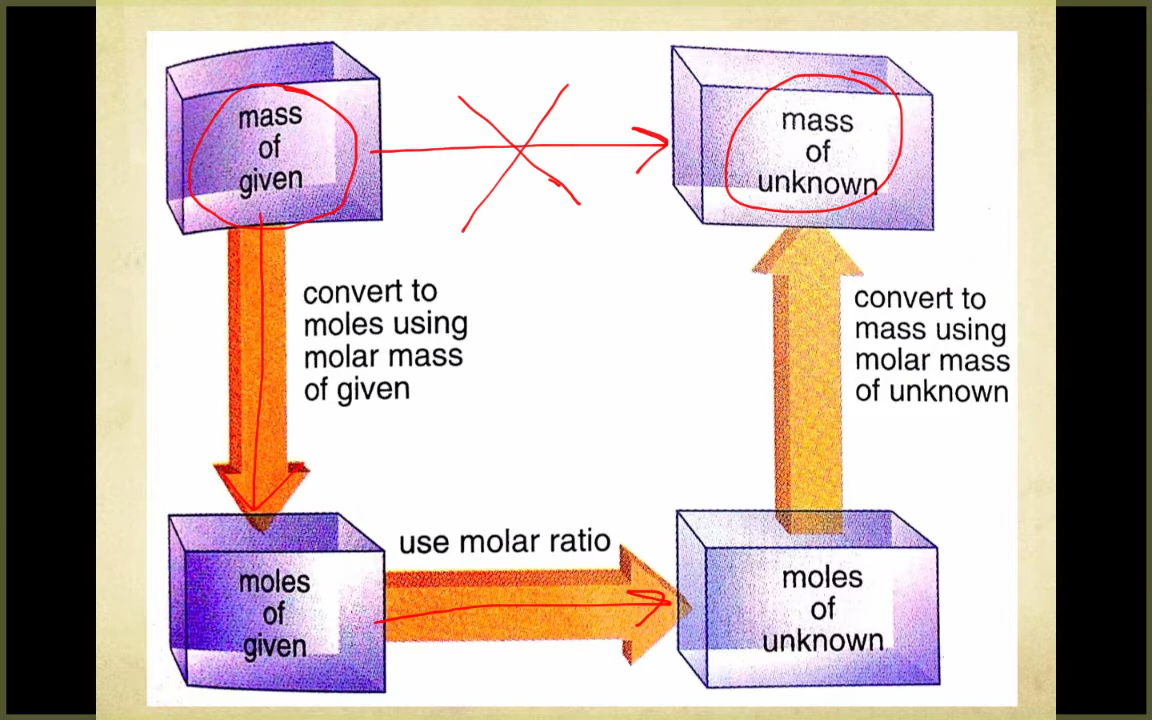 mass
of
given
mass
of
unknown
convert to
moles using
molar mass
of given
convert to
mass using
molar mass
of unknown
use molar ratio
moles
of
given
moles
of
unknown